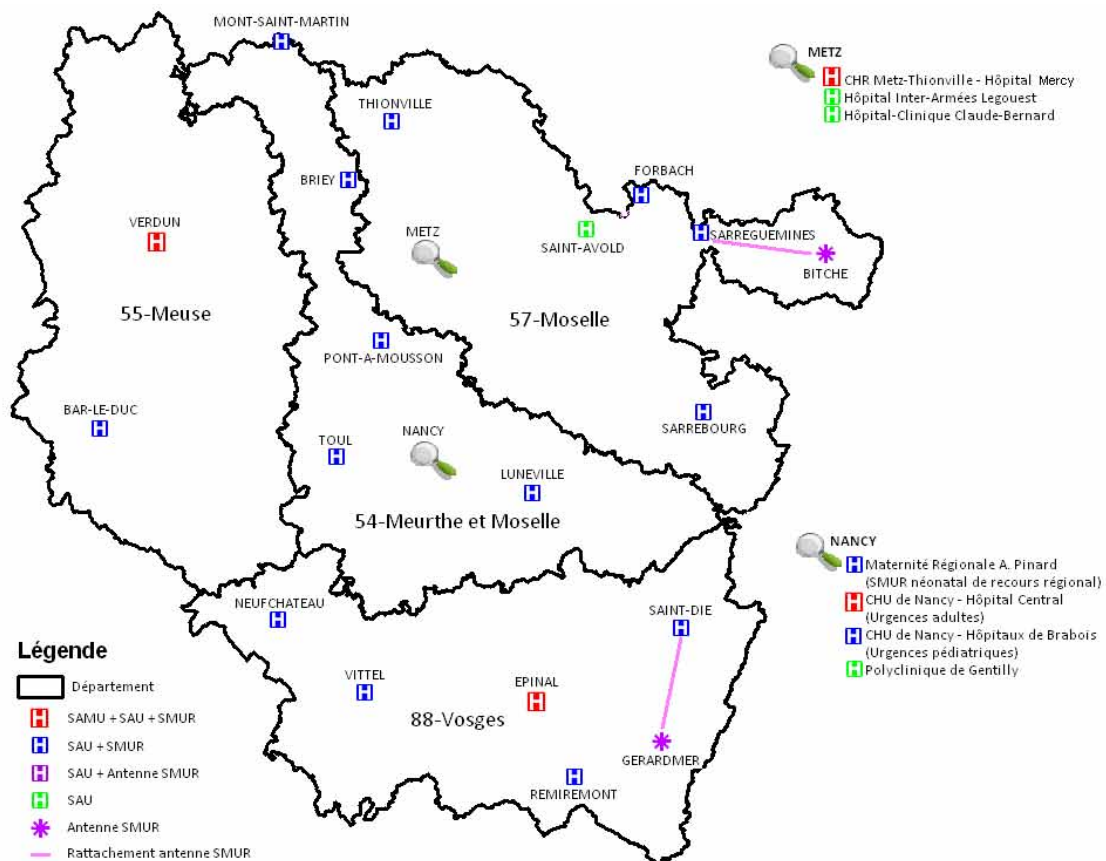 MONT-SAINT-MARTIN
METZ
H CHR Metz-Thionville - Hôpital Mercy
H Hôpital Inter-Armées Legouest
H Hôpital-Clinique Claude-Bernard
THIONVILLE
H
H
BRIEY H
FORBACH
H
VERDUN
H
METZ
H
SAINT-AVOLD
H SARREGUEMINES
BITCHE
55-Meuse
57-Moselle
H
PONT-A-MOUSSON
BAR-LE-DUC
H
TOUL
H
NANCY
H
SARREBOURG
LUNEVILLE
H
54-Meurthe et Moselle
NANCY
H Maternité Régionale A. Pinard
(SMUR néonatal de recours régional)
H CHU de Nancy - Hôpital Central
(Urgences adultes)
H CHU de Nancy - Hôpitaux de Brabois
(Urgences pédiatriques)
H Polyclinique de Gentilly
NEUFCHATEAU
H
SAINT-DIE
H
VITTEL
H
EPINAL
H
88-Vosges
GERARDMER
H
REMIREMONT
Légende
Département
H SAMU + SAU + SMUR
H SAU + SMUR
H SAU + Antenne SMUR
H SAU
Antenne SMUR
Rattachement antenne SMUR